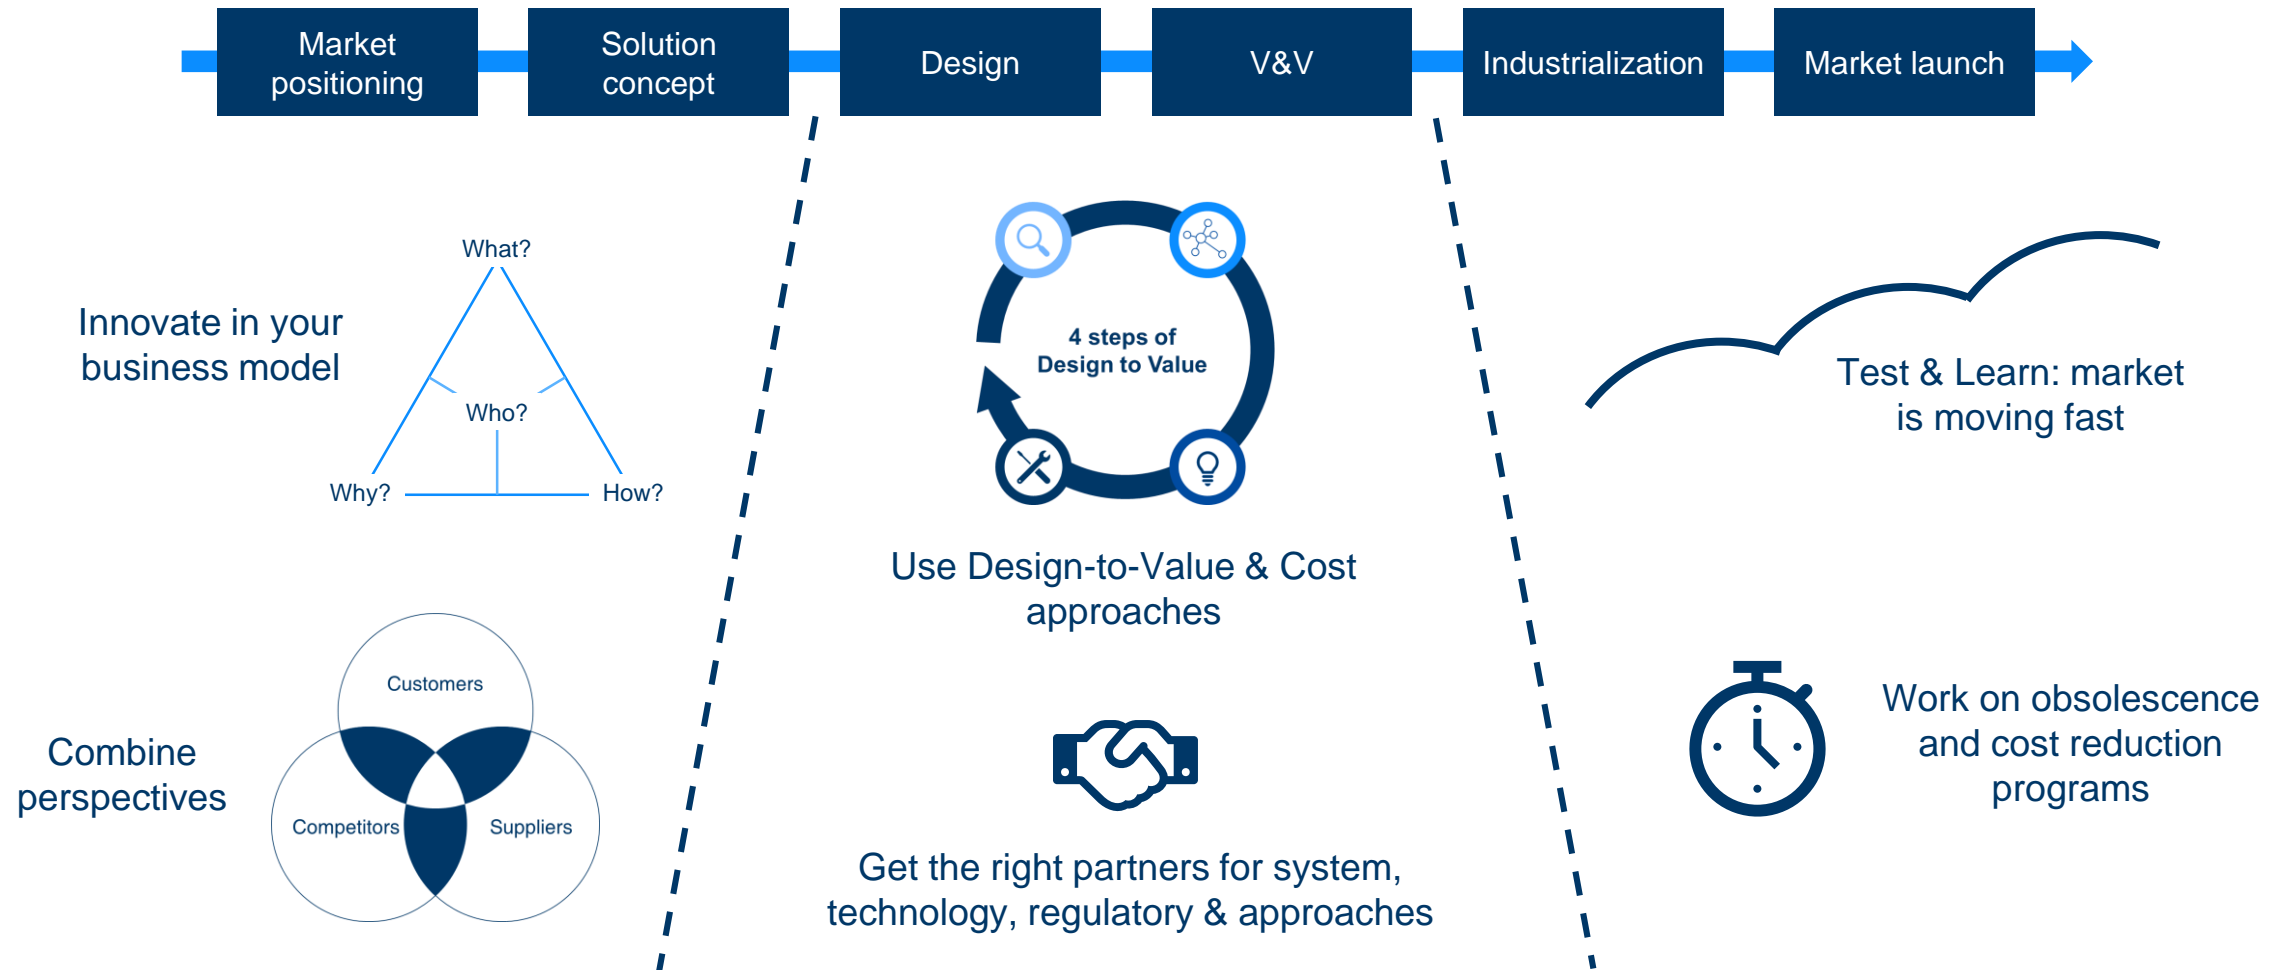 Market
positioning
Solution
concept
Design
V&V
Industrialization
Market launch
What?
Innovate in your
business model
Who?
Why?
How?
Customers
Combine
perspectives
Competitors
Suppliers
4 steps of
Design to Value
Use Design-to-Value & Cost
approaches
Get the right partners for system,
technology, regulatory & approaches
Test & Learn: market
is moving fast
Work on obsolescence
and cost reduction
programs